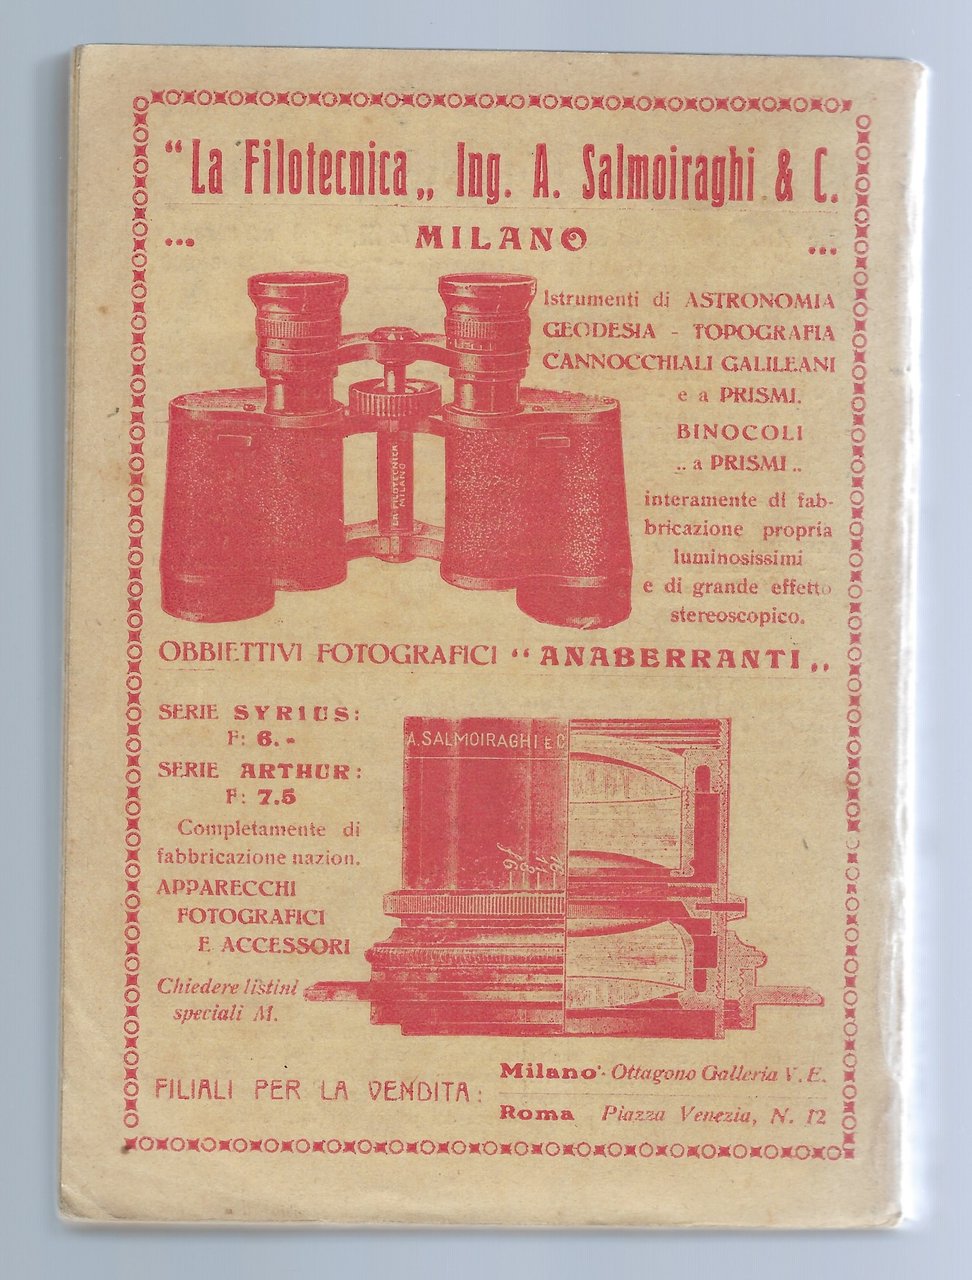 “La Filotecnica„ Ing. A. Salmoiraghi & C.
... MILANO ...
Istrumenti di ASTRONOMIA
GEODESIA - TOPOGRAFIA
CANNOCCHIALI GALILEANI
e a PRISMI.
BINOCOLI
.. a PRISMI ..
interamente di fab-
bricazione propria
luminosissimi
e di grande effetto
stereoscopico.
LA FILOTECNICA
MILANO
OBBIETTIVI FOTOGRAFICI “ANABERRANTI„
SERIE SYRIUS:
F: 6.-
SERIE ARTHUR:
F: 7.5
Completamente di
fabbricazione nazion.
APPARECCHI
FOTOGRAFICI
E ACCESSORI
Chiedere listini
speciali M.
A. SALMOIRAGHI E C
FILIALI PER LA VENDITA:
Milano - Ottagono Galleria V. E.
Roma Piazza Venezia, N. 12